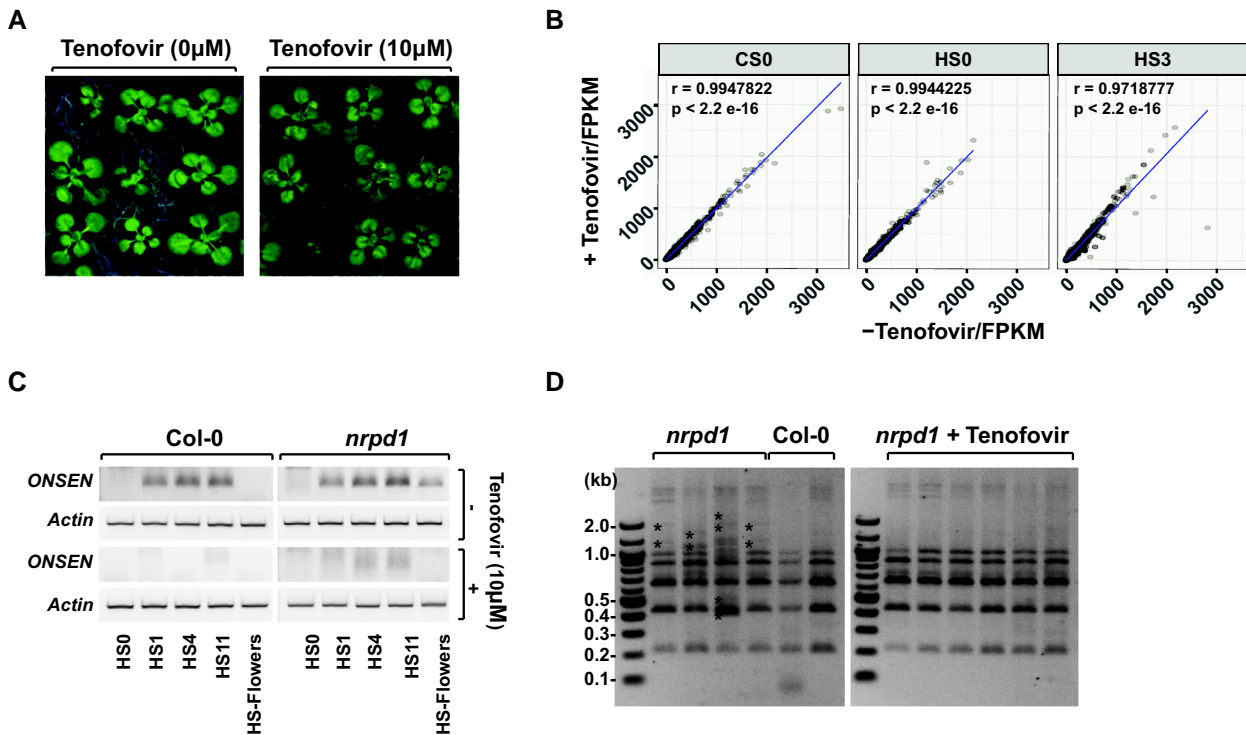 A
Tenofovir (0µM) Tenofovir (10µM)
B
CS0 HS0 HS3
r = 0.9947822 r = 0.9944225 r = 0.9718777
p < 2.2 e-16 p < 2.2 e-16 p < 2.2 e-16
+ Tenofovir/FPKM
3000
2000
1000
0
0 1000 2000 3000 0 1000 2000 3000 0 1000 2000 3000
−Tenofovir/FPKM
C
Col-0 nrpd1
ONSEN
Actin
ONSEN
Actin
- + Tenofovir (10µM)
HS0 HS1 HS4 HS11 HS-Flowers HS0 HS1 HS4 HS11 HS-Flowers
D
nrpd1 Col-0 nrpd1 + Tenofovir
(kb)
2.0
1.0
0.5
0.4
0.3
0.2
0.1
* * * * * * * * * *